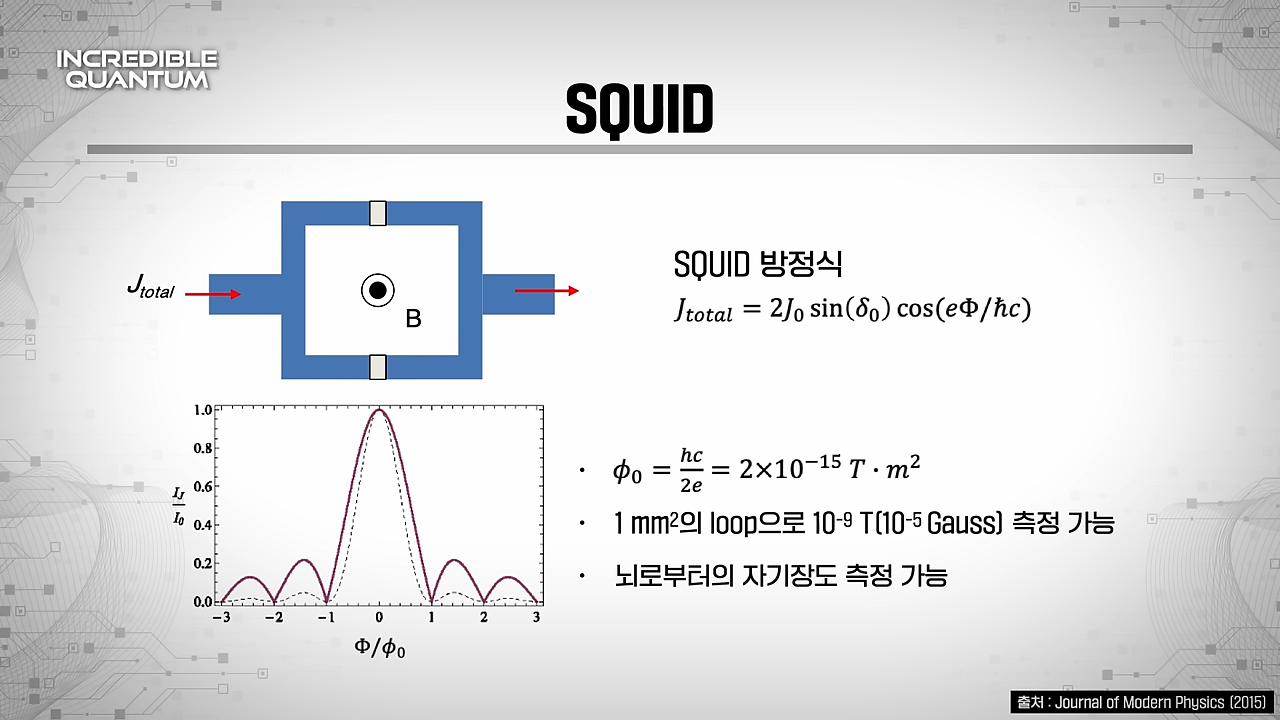 INCREDIBLE
QUANTUM
SQUID
J_total
B
SQUID 방정식
J_total = 2J_0 sin(δ_0) cos(eΦ/ħc)
1.0
0.8
0.6
0.4
0.2
0.0
I_J
I_0
−3 −2 −1 0 1 2 3
Φ/ϕ_0
• ϕ_0 = hc/2e = 2×10^−15 T · m^2
• 1 mm²의 loop으로 10⁻⁹ T(10⁻⁵ Gauss) 측정 가능
• 뇌로부터의 자기장도 측정 가능
출처 : Journal of Modern Physics (2015)